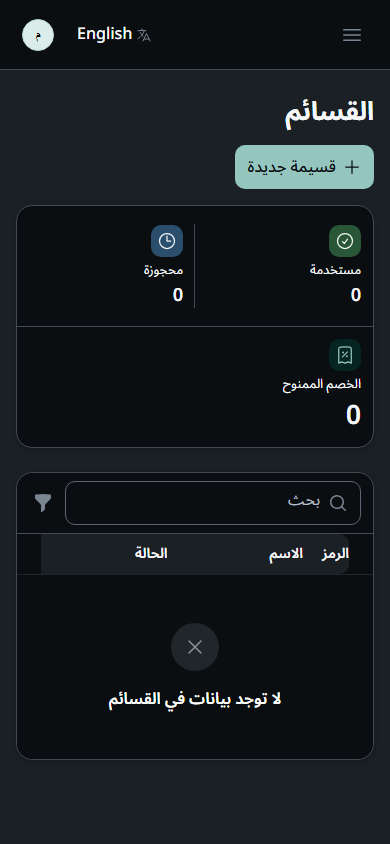 م
English
القسائم
قسيمة جديدة
مستخدمة
0
محجوزة
0
الخصم الممنوح
0
بحث
الرمز الاسم الحالة
لا توجد بيانات في القسائم